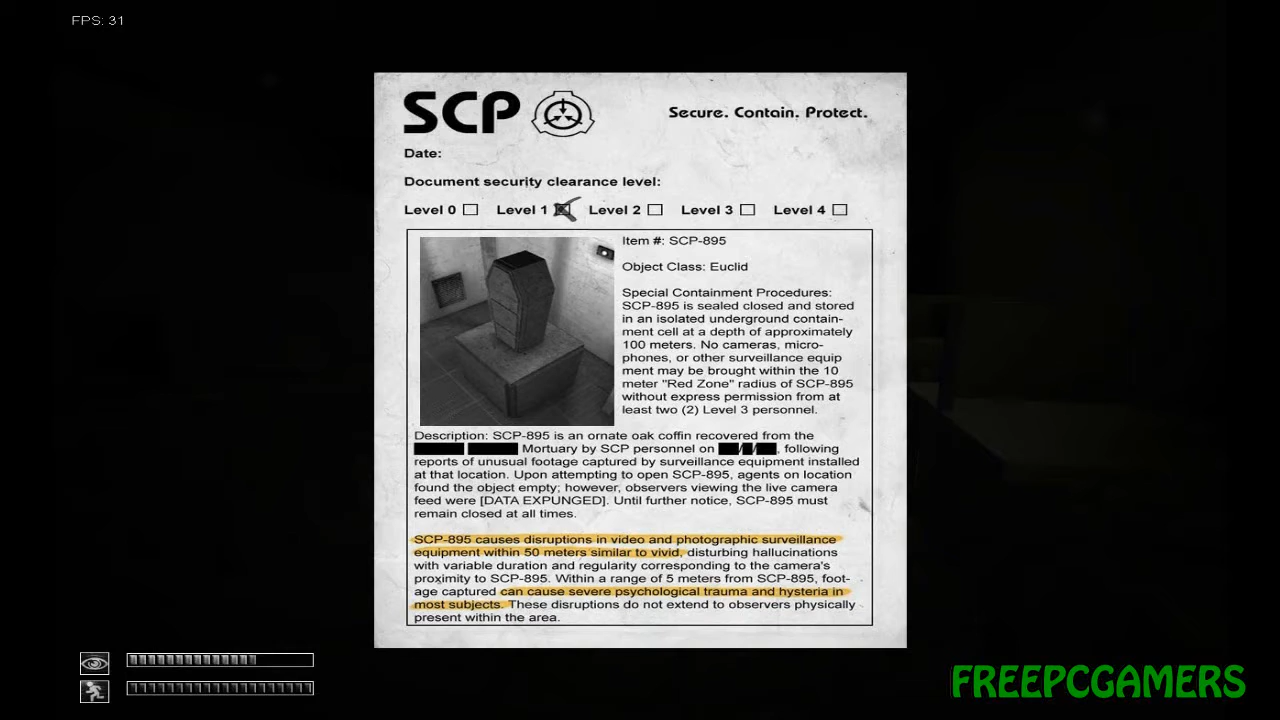 FPS: 31
SCP
Secure. Contain. Protect.
Date:
Document security clearance level:
Level 0 Level 1 Level 2 Level 3 Level 4
Item #: SCP-895
Object Class: Euclid
Special Containment Procedures:
SCP-895 is sealed closed and stored
in an isolated underground contain-
ment cell at a depth of approximately
100 meters. No cameras, micro-
phones, or other surveillance equip
ment may be brought within the 10
meter "Red Zone" radius of SCP-895
without express permission from at
least two (2) Level 3 personnel.
Description: SCP-895 is an ornate oak coffin recovered from the
Mortuary by SCP personnel on / / , following
reports of unusual footage captured by surveillance equipment installed
at that location. Upon attempting to open SCP-895, agents on location
found the object empty; however, observers viewing the live camera
feed were [DATA EXPUNGED]. Until further notice, SCP-895 must
remain closed at all times.
SCP-895 causes disruptions in video and photographic surveillance
equipment within 50 meters similar to vivid, disturbing hallucinations
with variable duration and regularity corresponding to the camera's
proximity to SCP-895. Within a range of 5 meters from SCP-895, foot-
age captured can cause severe psychological trauma and hysteria in
most subjects. These disruptions do not extend to observers physically
present within the area.
FREEPCGAMERS